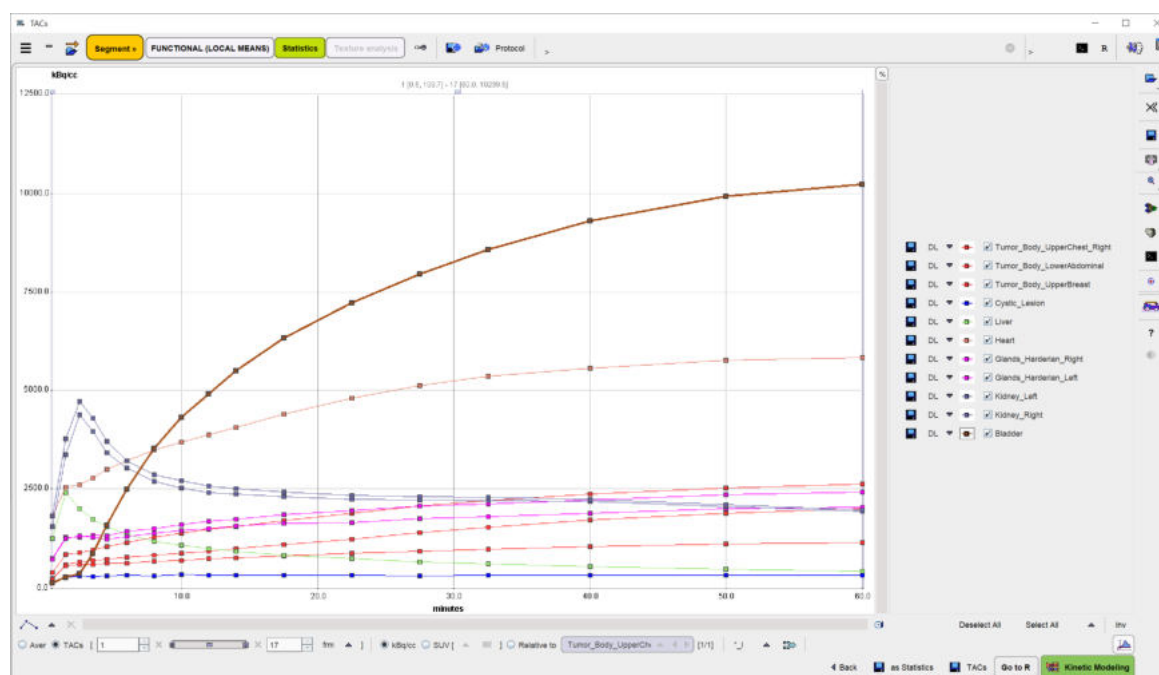 TACs
Segment
FUNCTIONAL (LOCAL MEANS)
Statistics
Texture analysis
Protocol
R
kBq/cc
%
12500.0
10000.0
7500.0
5000.0
2500.0
0.0
10.0 20.0 30.0 40.0 50.0 60.0
minutes
DL Tumor_Body_UpperChest_Right
DL Tumor_Body_LowerAbdominal
DL Tumor_Body_UpperBreast
DL Cystic_Lesion
DL Liver
DL Heart
DL Glands_Harderian_Right
DL Glands_Harderian_Left
DL Kidney_Left
DL Kidney_Right
DL Bladder
?
Deselect All Select All Inv
Aver TACs [ 1 17 frm ] kBq/cc SUV [ ] Relative to Tumor_Body_UpperCh [1/1]
Back as Statistics TACs Go to R Kinetic Modeling